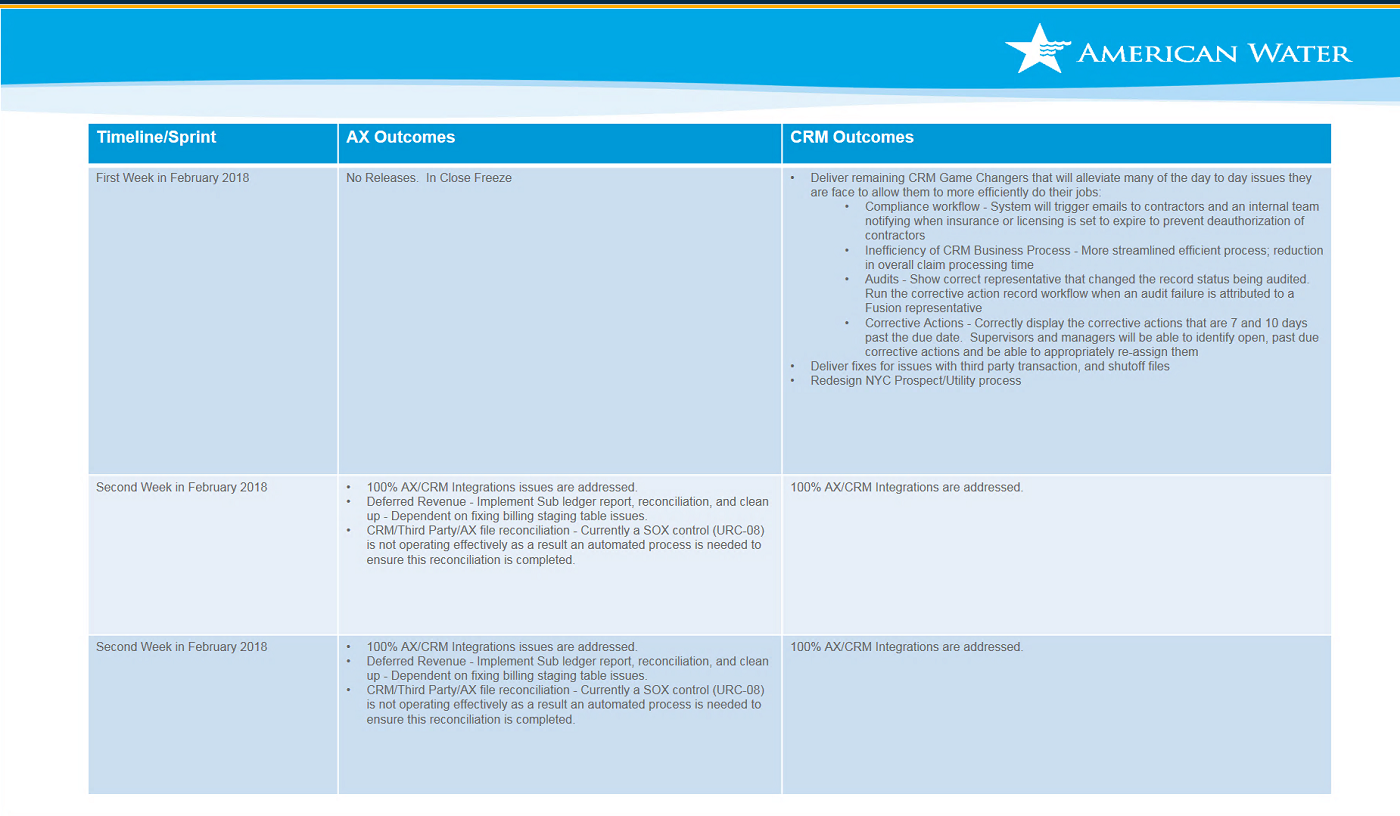 AMERICAN WATER
Timeline/Sprint
AX Outcomes
CRM Outcomes
First Week in February 2018
No Releases.  In Close Freeze
• Deliver remaining CRM Game Changers that will alleviate many of the day to day issues they
are face to allow them to more efficiently do their jobs:
• Compliance workflow - System will trigger emails to contractors and an internal team
notifying when insurance or licensing is set to expire to prevent deauthorization of
contractors
• Inefficiency of CRM Business Process - More streamlined efficient process; reduction
in overall claim processing time
• Audits - Show correct representative that changed the record status being audited.
Run the corrective action record workflow when an audit failure is attributed to a
Fusion representative
• Corrective Actions - Correctly display the corrective actions that are 7 and 10 days
past the due date.  Supervisors and managers will be able to identify open, past due
corrective actions and be able to appropriately re-assign them
• Deliver fixes for issues with third party transaction, and shutoff files
• Redesign NYC Prospect/Utility process
Second Week in February 2018
• 100% AX/CRM Integrations issues are addressed.
• Deferred Revenue - Implement Sub ledger report, reconciliation, and clean
up - Dependent on fixing billing staging table issues.
• CRM/Third Party/AX file reconciliation - Currently a SOX control (URC-08)
is not operating effectively as a result an automated process is needed to
ensure this reconciliation is completed.
100% AX/CRM Integrations are addressed.
Second Week in February 2018
• 100% AX/CRM Integrations issues are addressed.
• Deferred Revenue - Implement Sub ledger report, reconciliation, and clean
up - Dependent on fixing billing staging table issues.
• CRM/Third Party/AX file reconciliation - Currently a SOX control (URC-08)
is not operating effectively as a result an automated process is needed to
ensure this reconciliation is completed.
100% AX/CRM Integrations are addressed.